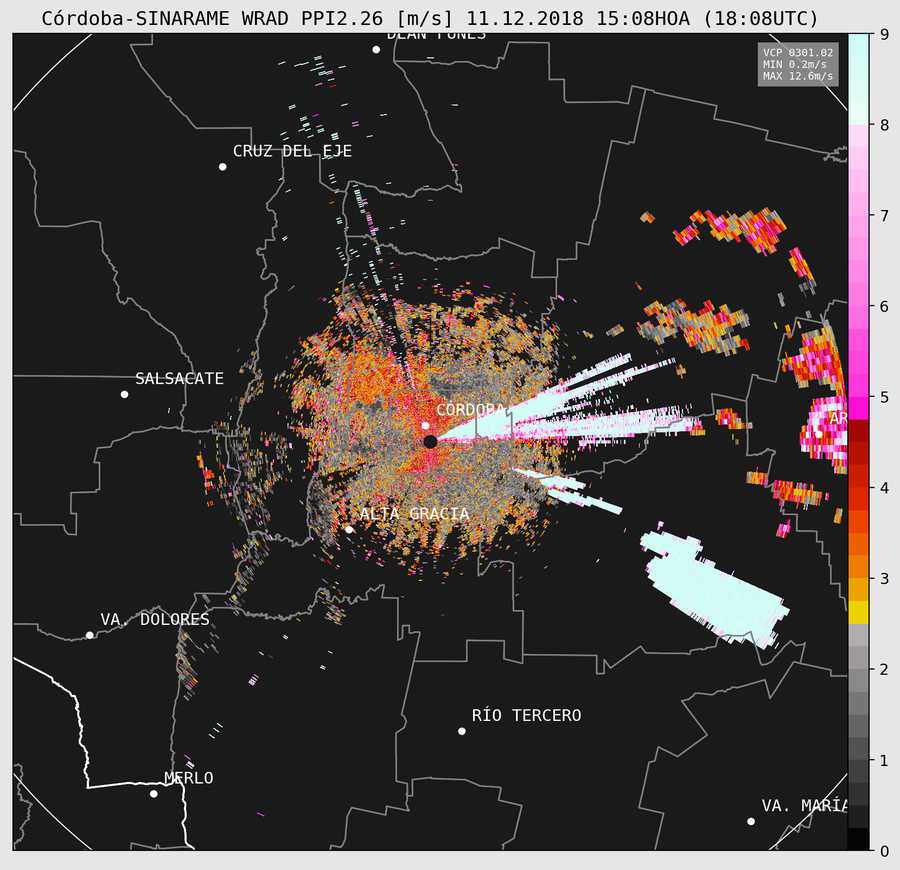 Córdoba-SINARAME WRAD PPI2.26 [m/s] 11.12.2018 15:08HOA (18:08UTC)
DEAN FUNES
VCP 0301.02
MIN 0.2m/s
MAX 12.6m/s
9
8
CRUZ DEL EJE
7
6
SALSACATE
5
CÓRDOBA
AR
4
ALTA GRACIA
3
VA. DOLORES
2
RÍO TERCERO
1
MERLO
VA. MARÍA
0